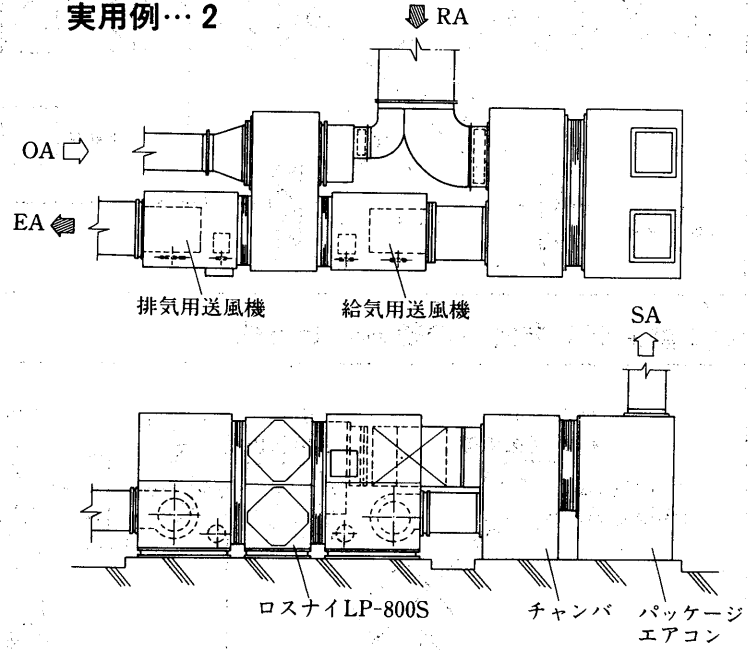 実用例…2
RA
OA
EA
排気用送風機
給気用送風機
SA
ロスナイLP-800S
チャンバ
パッケージ
エアコン